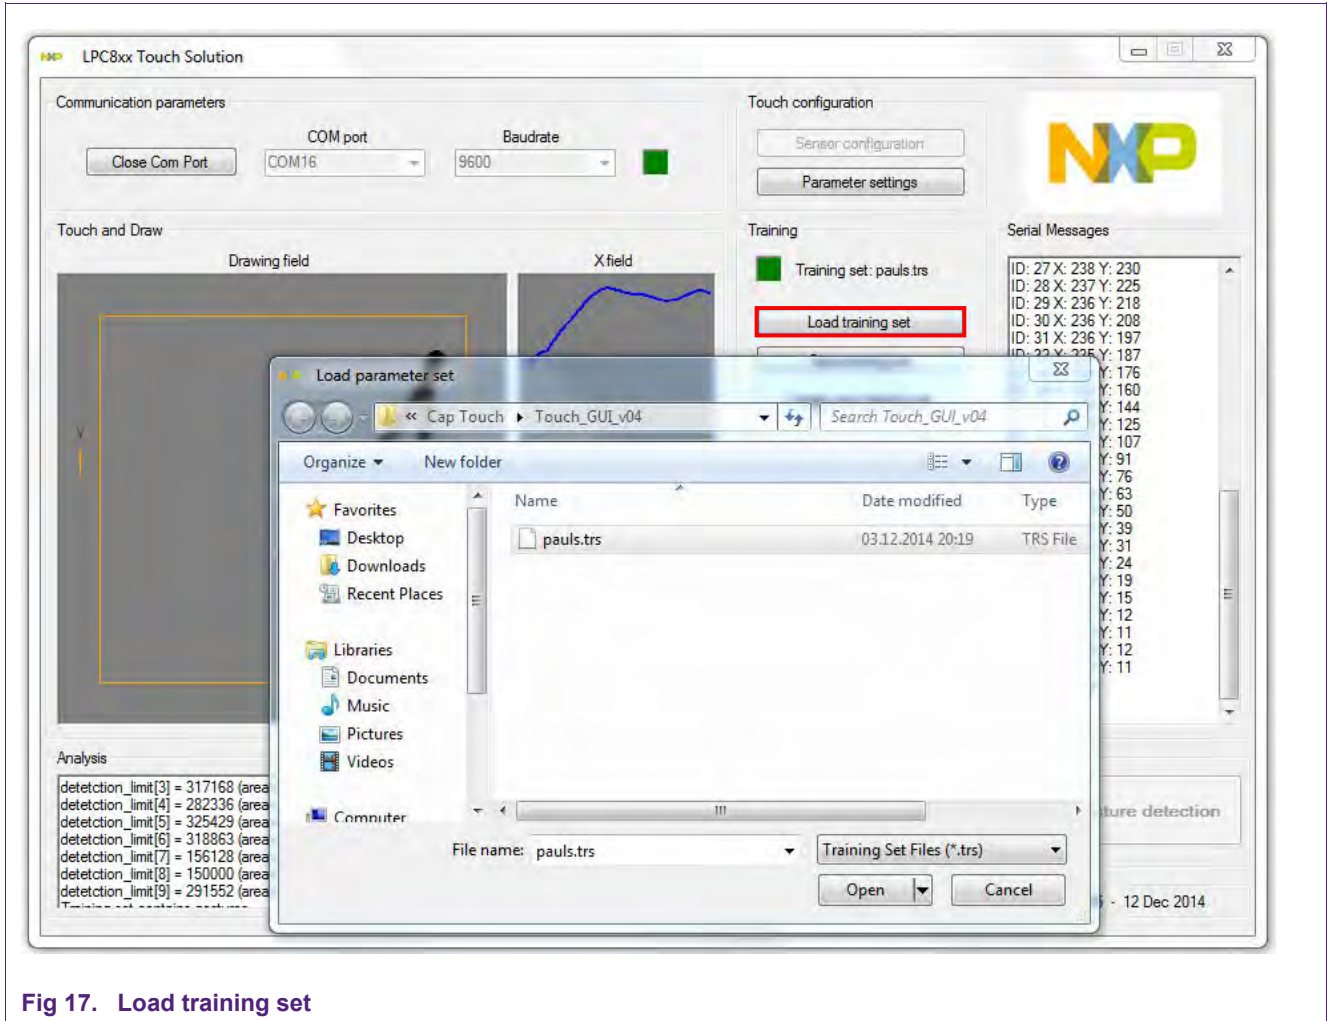 LPC8xx Touch Solution
Communication parameters
COM port
Baudrate
Close Com Port
COM16
9600
Touch configuration
Sensor configuration
Parameter settings
NXP
Touch and Draw
Drawing field
X field
Y
Training
Training set: pauls.trs
Load training set
Serial Messages
ID: 27 X: 238 Y: 230
ID: 28 X: 237 Y: 225
ID: 29 X: 236 Y: 218
ID: 30 X: 236 Y: 208
ID: 31 X: 236 Y: 197
ID: 32 X: 235 Y: 187
Y: 176
Y: 160
Y: 144
Y: 125
Y: 107
Y: 91
Y: 76
Y: 63
Y: 50
Y: 39
Y: 31
Y: 24
Y: 19
Y: 15
Y: 12
Y: 11
Y: 12
Y: 11
Load parameter set
« Cap Touch ▸ Touch_GUI_v04
Search Touch_GUI_v04
Organize
New folder
Favorites
Desktop
Downloads
Recent Places
Libraries
Documents
Music
Pictures
Videos
Computer
Name
Date modified
Type
pauls.trs
03.12.2014 20:19
TRS File
File name:
pauls.trs
Training Set Files (*.trs)
Open
Cancel
Analysis
detetction_limit[3] = 317168 (area
detetction_limit[4] = 282336 (area
detetction_limit[5] = 325429 (area
detetction_limit[6] = 318863 (area
detetction_limit[7] = 156128 (area
detetction_limit[8] = 150000 (area
detetction_limit[9] = 291552 (area
Training set contains gestures
ture detection
- 12 Dec 2014
Fig 17. Load training set